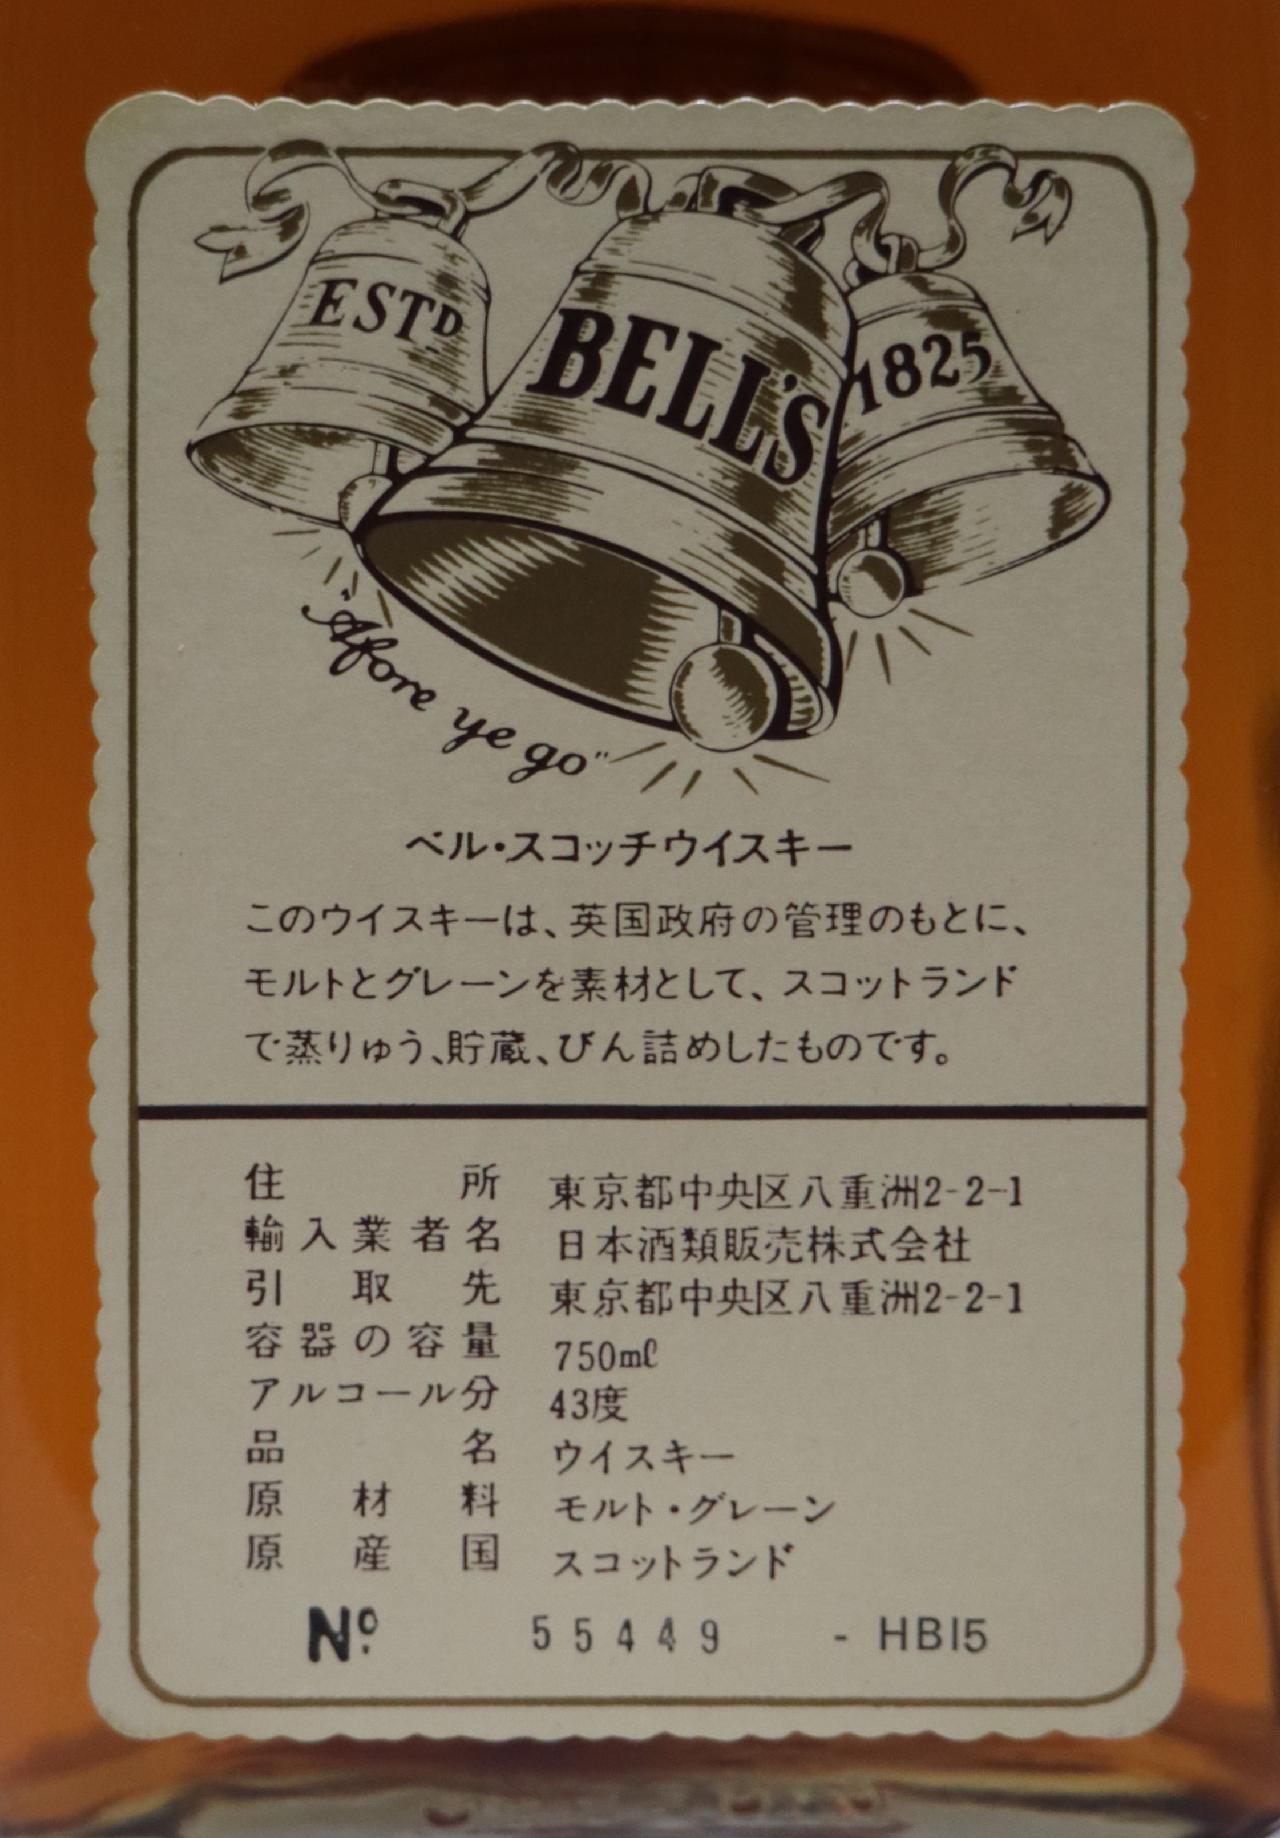 ESTD
BELL'S
1825
"Afore ye go"
ベル・スコッチウイスキー
このウイスキーは、英国政府の管理のもとに、
モルトとグレーンを素材として、スコットランド
で蒸りゅう、貯蔵、びん詰めしたものです。
住所 東京都中央区八重洲2-2-1
輸入業者名 日本酒類販売株式会社
引取先 東京都中央区八重洲2-2-1
容器の容量 750mℓ
アルコール分 43度
品名 ウイスキー
原材料 モルト・グレーン
原産国 スコットランド
Nº 55449 - HB15